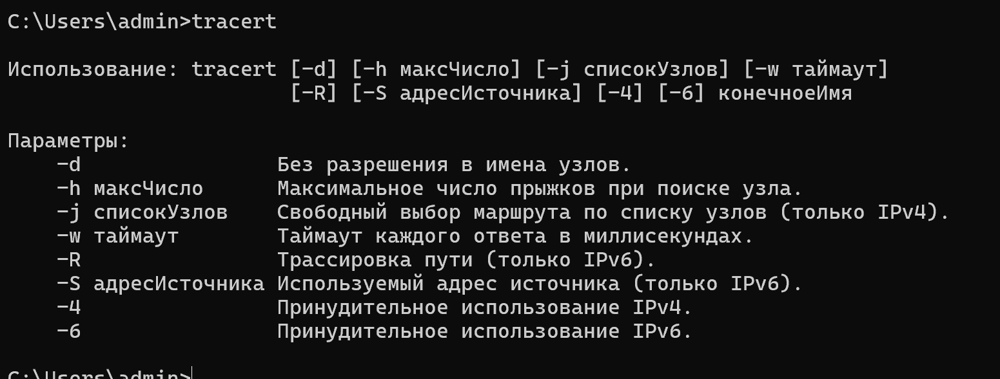 C:\Users\admin>tracert
Использование: tracert [-d] [-h максЧисло] [-j списокУзлов] [-w таймаут]
[-R] [-S адресИсточника] [-4] [-6] конечноеИмя
Параметры:
-d Без разрешения в имена узлов.
-h максЧисло Максимальное число прыжков при поиске узла.
-j списокУзлов Свободный выбор маршрута по списку узлов (только IPv4).
-w таймаут Таймаут каждого ответа в миллисекундах.
-R Трассировка пути (только IPv6).
-S адресИсточника Используемый адрес источника (только IPv6).
-4 Принудительное использование IPv4.
-6 Принудительное использование IPv6.
C:\Users\admin>